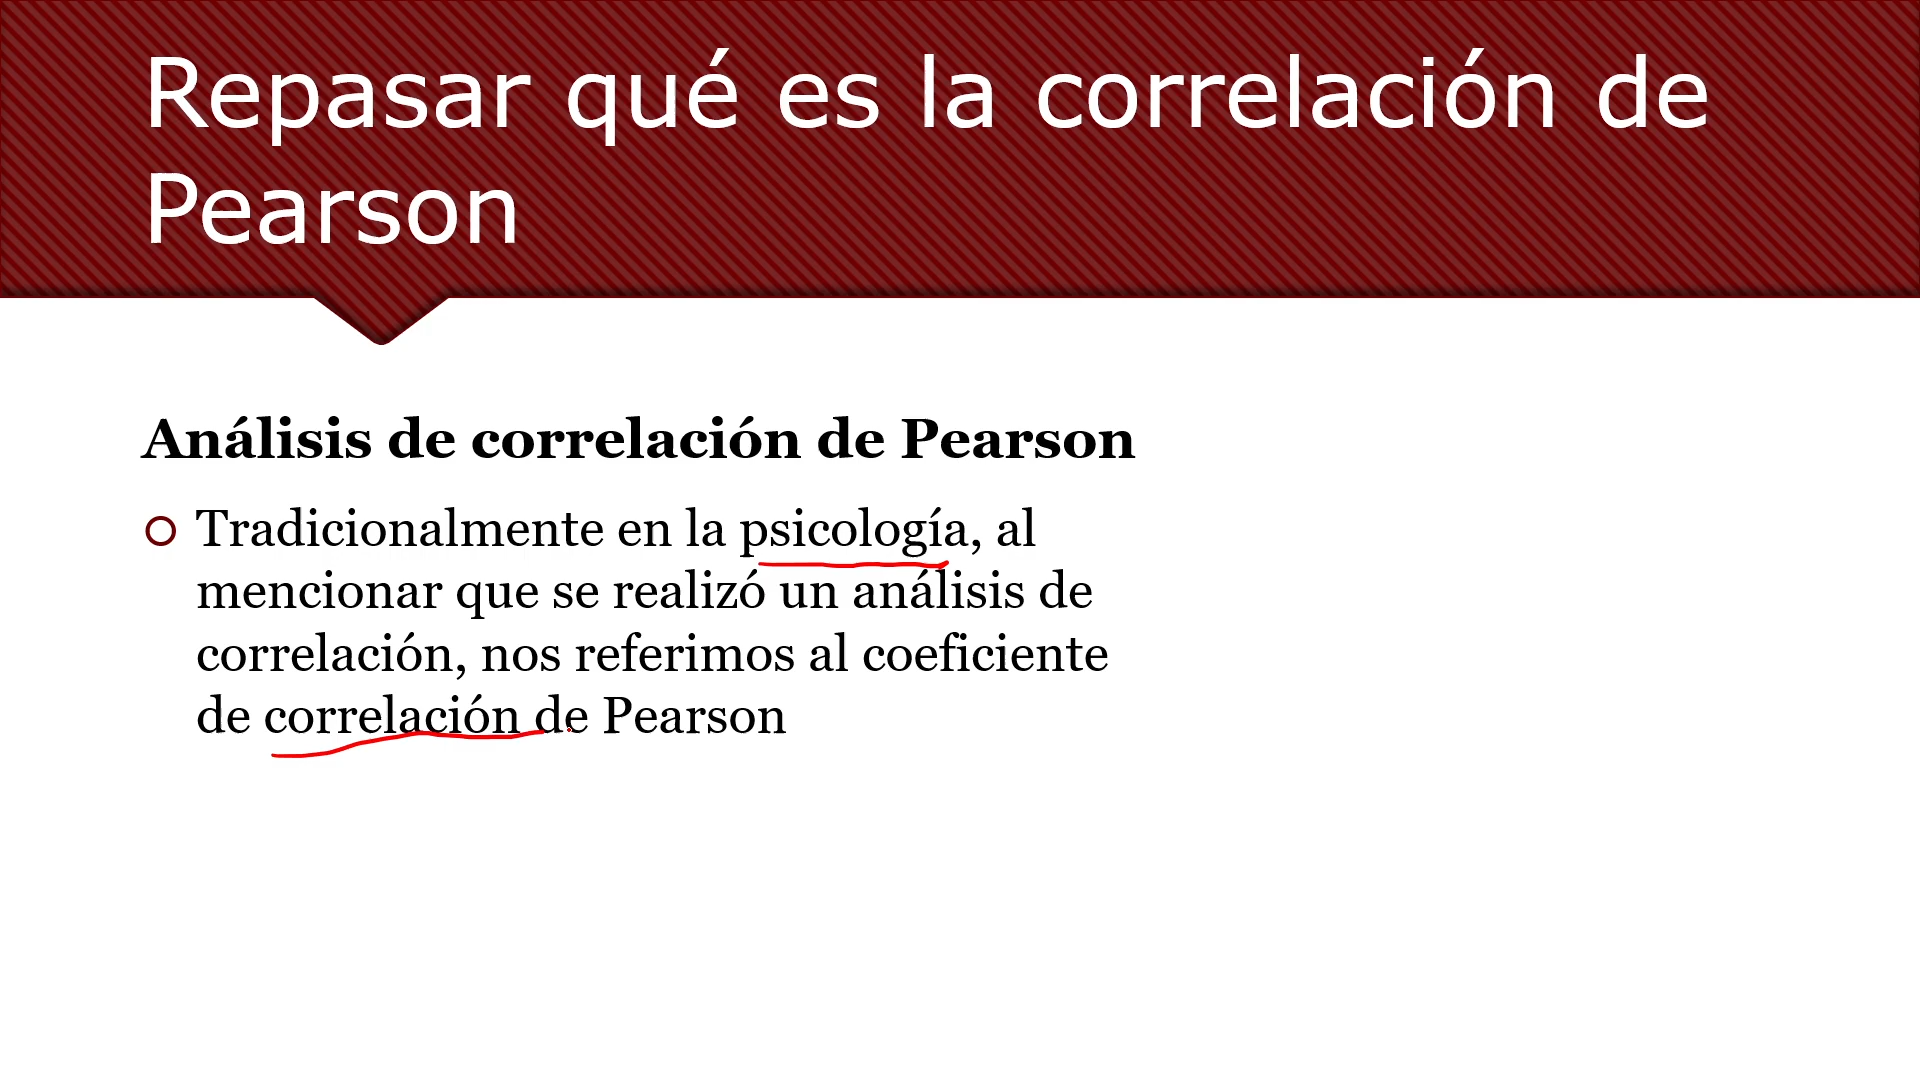 Repasar qué es la correlación de
Pearson
Análisis de correlación de Pearson
Tradicionalmente en la psicología, al
mencionar que se realizó un análisis de
correlación, nos referimos al coeficiente
de correlación de Pearson